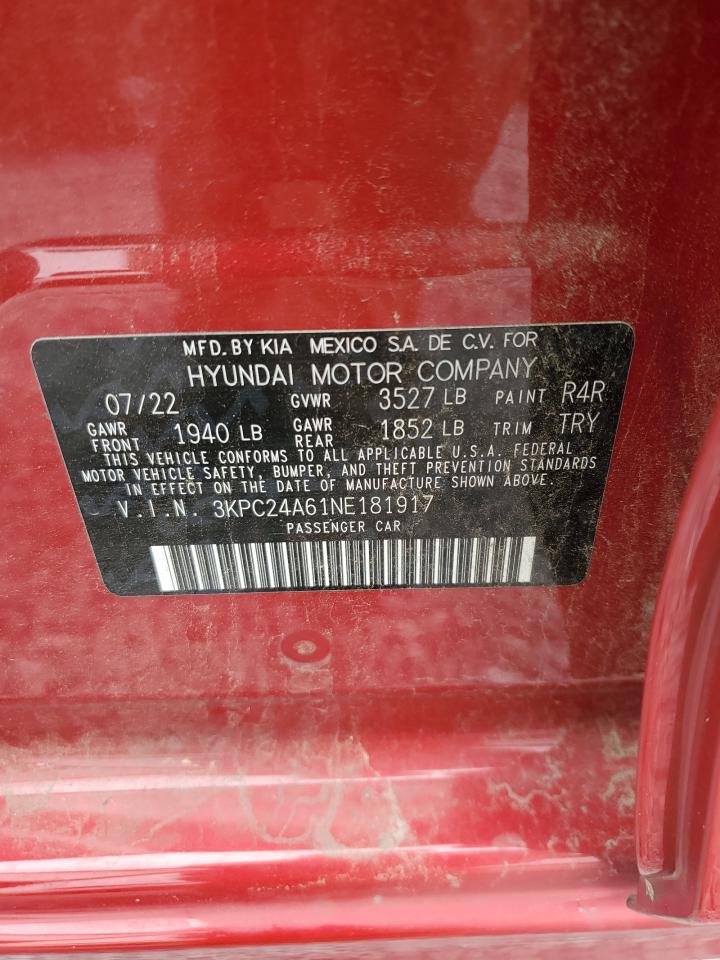 MFD. BY KIA MEXICO S.A. DE C.V. FOR
HYUNDAI MOTOR COMPANY
07/22 GVWR 3527 LB PAINT R4R
GAWR FRONT 1940 LB GAWR REAR 1852 LB TRIM TRY
THIS VEHICLE CONFORMS TO ALL APPLICABLE U.S.A. FEDERAL
MOTOR VEHICLE SAFETY, BUMPER, AND THEFT PREVENTION STANDARDS
IN EFFECT ON THE DATE OF MANUFACTURE SHOWN ABOVE.
V.I.N. 3KPC24A61NE181917
PASSENGER CAR